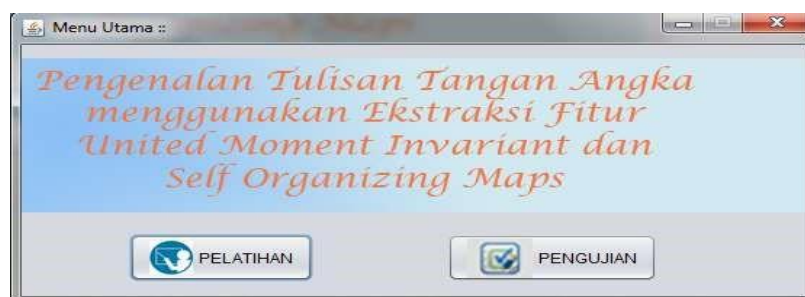 Menu Utama ::
Pengenalan Tulisan Tangan Angka
menggunakan Ekstraksi Fitur
United Moment Invariant dan
Self Organizing Maps
PELATIHAN
PENGUJIAN